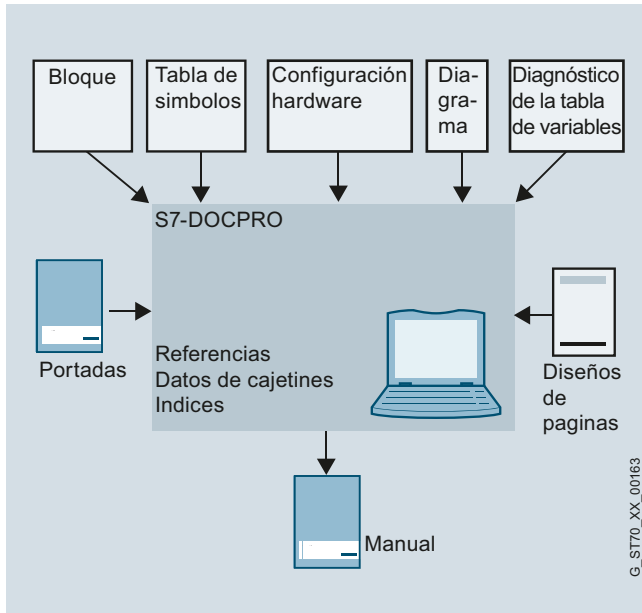 Bloque
Tabla de
simbolos
Configuración
hardware
Dia-
gra-
ma
Diagnóstico
de la tabla
de variables
S7-DOCPRO
Portadas
Referencias
Datos de cajetines
Indices
Diseños
de
paginas
Manual
G_ST70_XX_00163